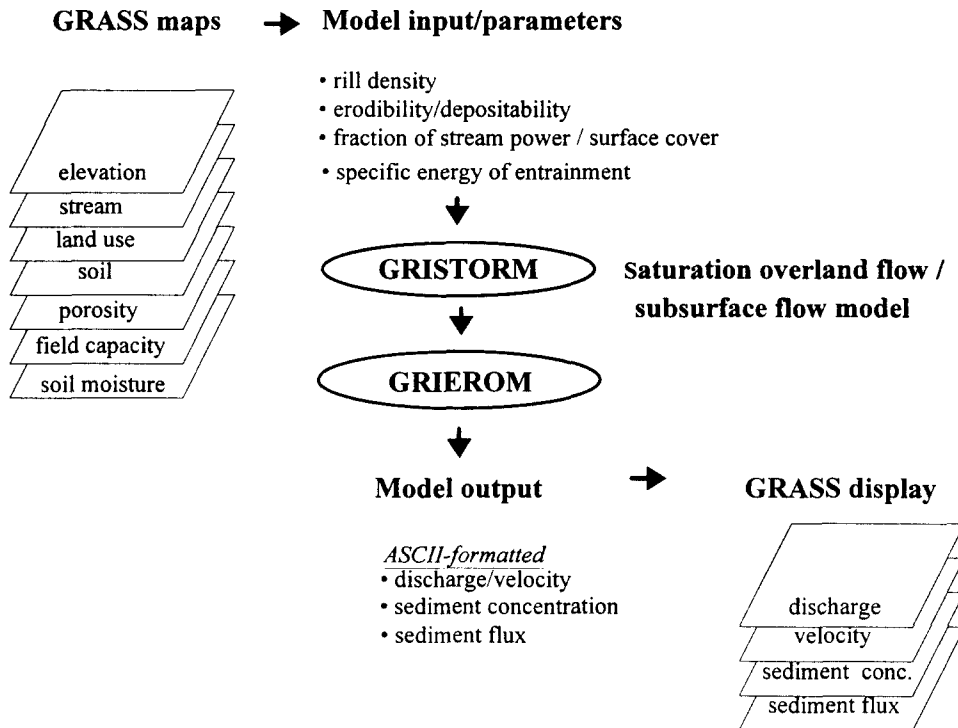 GRASS maps
Model input/parameters
• rill density
• erodibility/depositability
• fraction of stream power / surface cover
• specific energy of entrainment
elevation
stream
land use
soil
porosity
field capacity
soil moisture
GRISTORM
Saturation overland flow /
subsurface flow model
GRIEROM
Model output
GRASS display
ASCII-formatted
• discharge/velocity
• sediment concentration
• sediment flux
discharge
velocity
sediment conc.
sediment flux